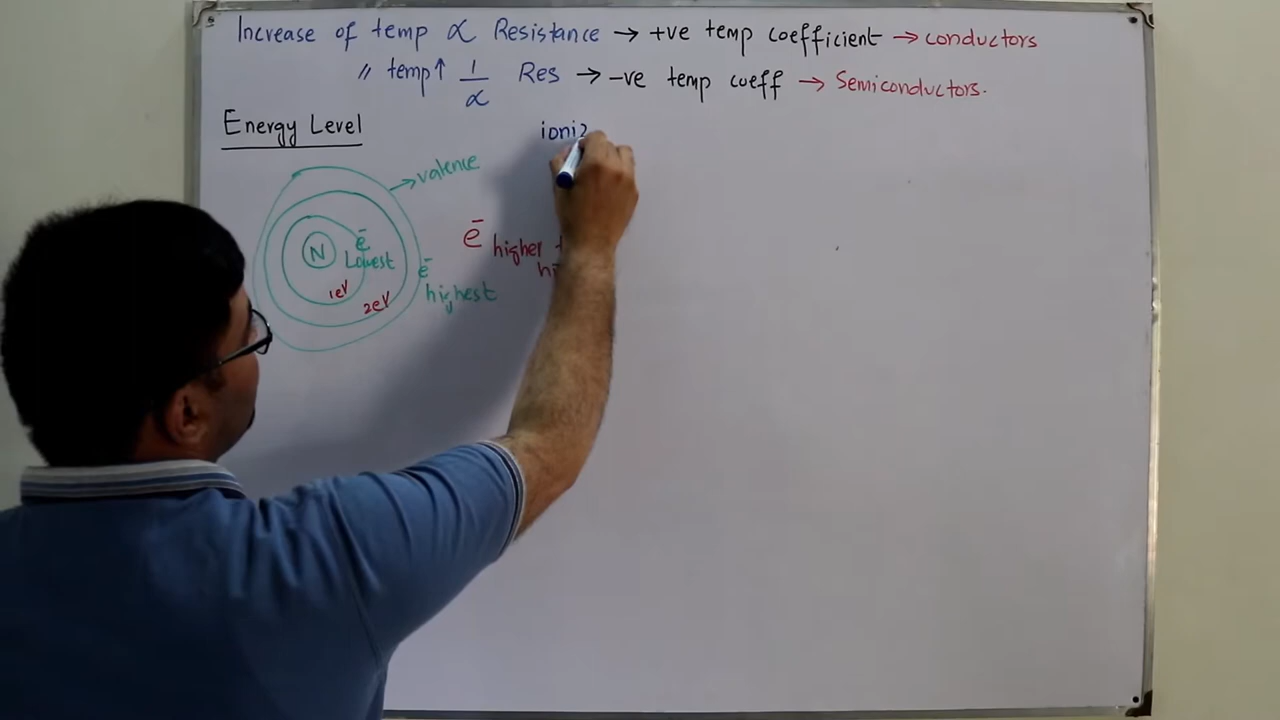 Increase of temp ∝ Resistance → +ve temp coefficient → conductors
〃 temp↑ 1/∝ Res → -ve temp coeff → Semiconductors.
Energy Level
ioniz
→ valence
N
e⁻
Lowest
1eV
2eV
e⁻
highest
e⁻ higher